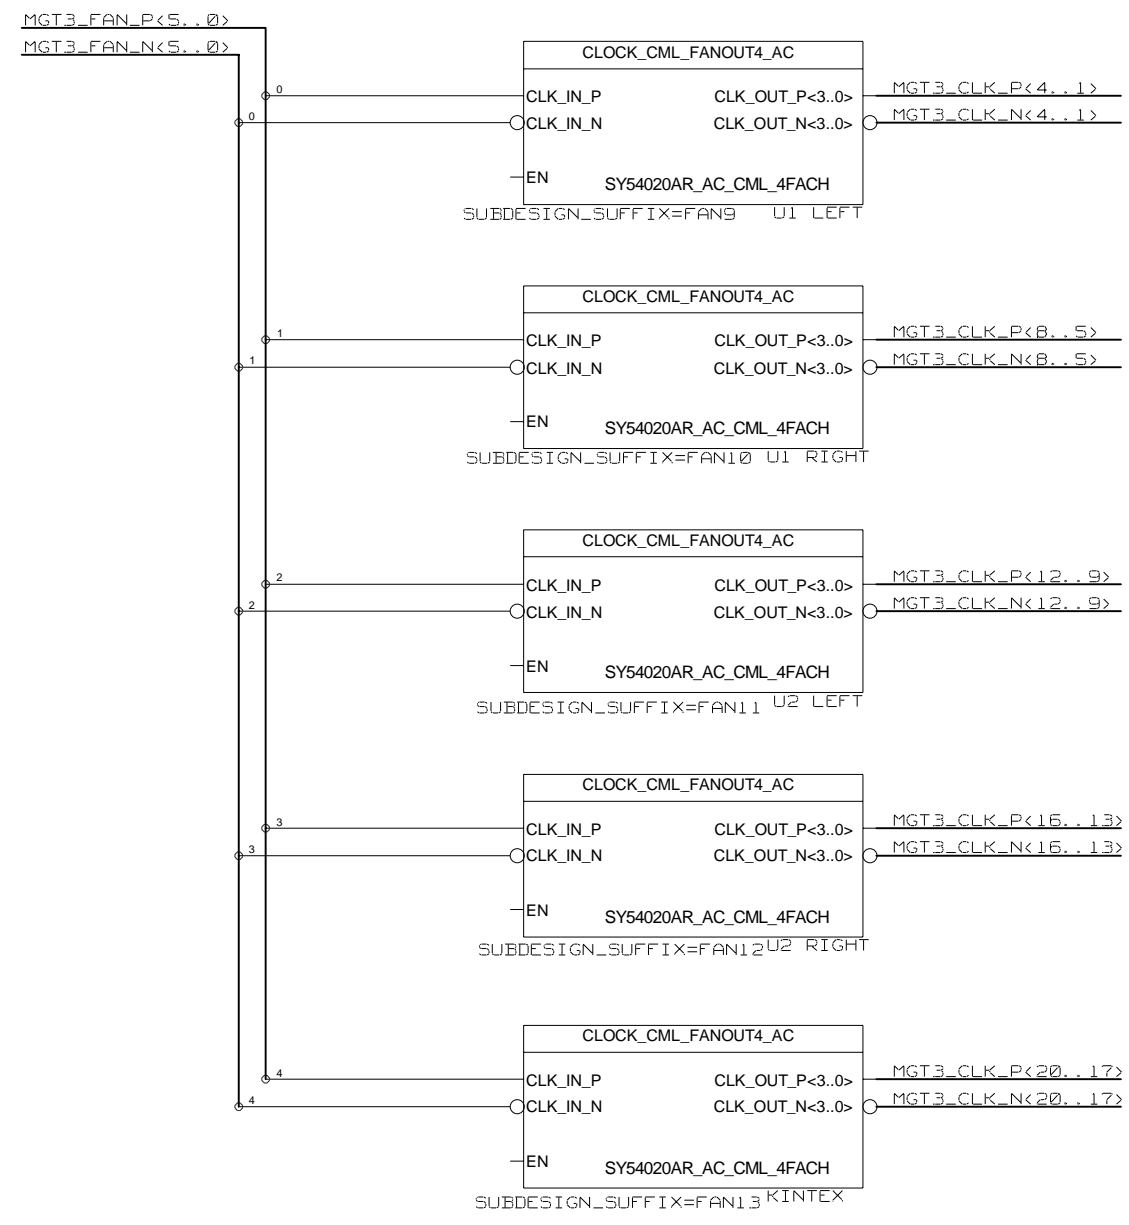 MGT3_FAN_P<5..0>
MGT3_FAN_N<5..0>
CLOCK_CML_FANOUT4_AC
0 CLK_IN_P CLK_OUT_P<3..0> MGT3_CLK_P<4..1>
0 CLK_IN_N CLK_OUT_N<3..0> MGT3_CLK_N<4..1>
EN SY54020AR_AC_CML_4FACH
SUBDESIGN_SUFFIX=FAN9 U1 LEFT
CLOCK_CML_FANOUT4_AC
1 CLK_IN_P CLK_OUT_P<3..0> MGT3_CLK_P<8..5>
1 CLK_IN_N CLK_OUT_N<3..0> MGT3_CLK_N<8..5>
EN SY54020AR_AC_CML_4FACH
SUBDESIGN_SUFFIX=FAN10 U1 RIGHT
CLOCK_CML_FANOUT4_AC
2 CLK_IN_P CLK_OUT_P<3..0> MGT3_CLK_P<12..9>
2 CLK_IN_N CLK_OUT_N<3..0> MGT3_CLK_N<12..9>
EN SY54020AR_AC_CML_4FACH
SUBDESIGN_SUFFIX=FAN11 U2 LEFT
CLOCK_CML_FANOUT4_AC
3 CLK_IN_P CLK_OUT_P<3..0> MGT3_CLK_P<16..13>
3 CLK_IN_N CLK_OUT_N<3..0> MGT3_CLK_N<16..13>
EN SY54020AR_AC_CML_4FACH
SUBDESIGN_SUFFIX=FAN12 U2 RIGHT
CLOCK_CML_FANOUT4_AC
4 CLK_IN_P CLK_OUT_P<3..0> MGT3_CLK_P<20..17>
4 CLK_IN_N CLK_OUT_N<3..0> MGT3_CLK_N<20..17>
EN SY54020AR_AC_CML_4FACH
SUBDESIGN_SUFFIX=FAN13 KINTEX